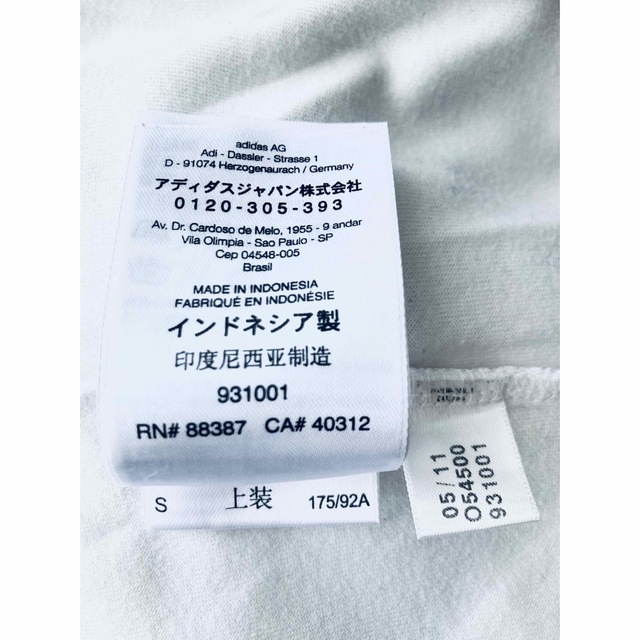 adidas AG
Adi - Dassler - Strasse 1
D - 91074 Herzogenaurach / Germany
アディダスジャパン株式会社
0120-305-393
Av. Dr. Cardoso de Melo, 1955 - 9 andar
Vila Olimpia - Sao Paulo - SP
Cep 04548-005
Brasil
MADE IN INDONESIA
FABRIQUÉ EN INDONÉSIE
インドネシア製
印度尼西亚制造
931001
RN# 88387 CA# 40312
S 上装 175/92A
05/11
O54500
931001